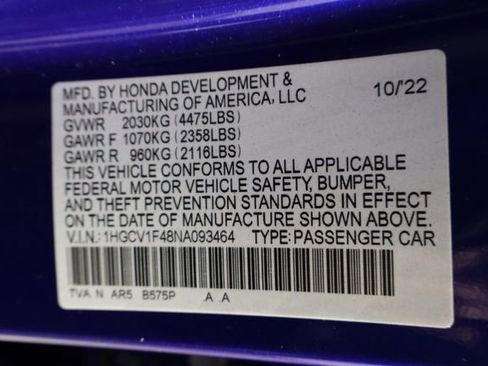 MFD. BY HONDA DEVELOPMENT & 10/'22
MANUFACTURING OF AMERICA, LLC
GVWR 2030KG (4475LBS)
GAWR F 1070KG (2358LBS)
GAWR R 960KG (2116LBS)
THIS VEHICLE CONFORMS TO ALL APPLICABLE
FEDERAL MOTOR VEHICLE SAFETY, BUMPER,
AND THEFT PREVENTION STANDARDS IN EFFECT
ON THE DATE OF MANUFACTURE SHOWN ABOVE.
V.I.N.: 1HGCV1F48NA093464 TYPE: PASSENGER CAR
TVA N AR5 B575P .A .A